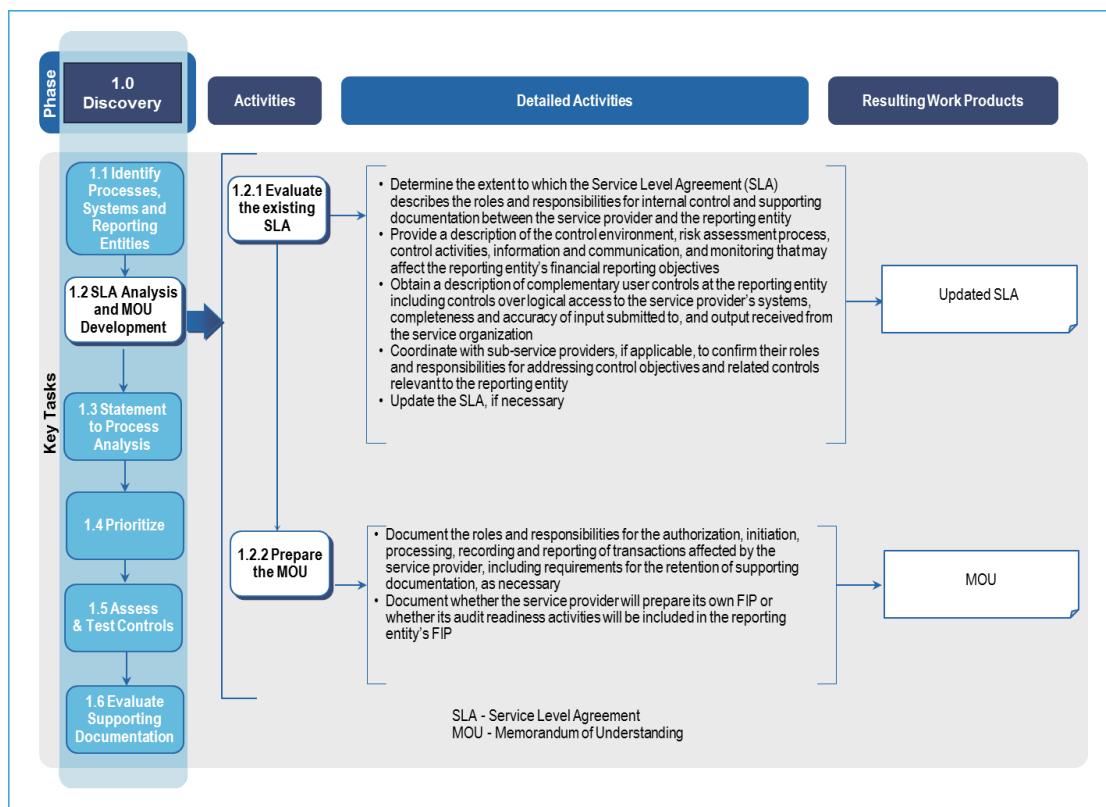 Phase
1.0
Discovery
Activities
Detailed Activities
Resulting Work Products
Key Tasks
1.1 Identify
Processes,
Systems and
Reporting
Entities
1.2 SLA Analysis
and MOU
Development
1.3 Statement
to Process
Analysis
1.4 Prioritize
1.5 Assess
& Test Controls
1.6 Evaluate
Supporting
Documentation
1.2.1 Evaluate
the existing
SLA
• Determine the extent to which the Service Level Agreement (SLA)
describes the roles and responsibilities for internal control and supporting
documentation between the service provider and the reporting entity
• Provide a description of the control environment, risk assessment process,
control activities, information and communication, and monitoring that may
affect the reporting entity's financial reporting objectives
• Obtain a description of complementary user controls at the reporting entity
including controls over logical access to the service provider's systems,
completeness and accuracy of input submitted to, and output received from
the service organization
• Coordinate with sub-service providers, if applicable, to confirm their roles
and responsibilities for addressing control objectives and related controls
relevant to the reporting entity
• Update the SLA, if necessary
Updated SLA
1.2.2 Prepare
the MOU
• Document the roles and responsibilities for the authorization, initiation,
processing, recording and reporting of transactions affected by the
service provider, including requirements for the retention of supporting
documentation, as necessary
• Document whether the service provider will prepare its own FIP or
whether its audit readiness activities will be included in the reporting
entity's FIP
MOU
SLA - Service Level Agreement
MOU - Memorandum of Understanding